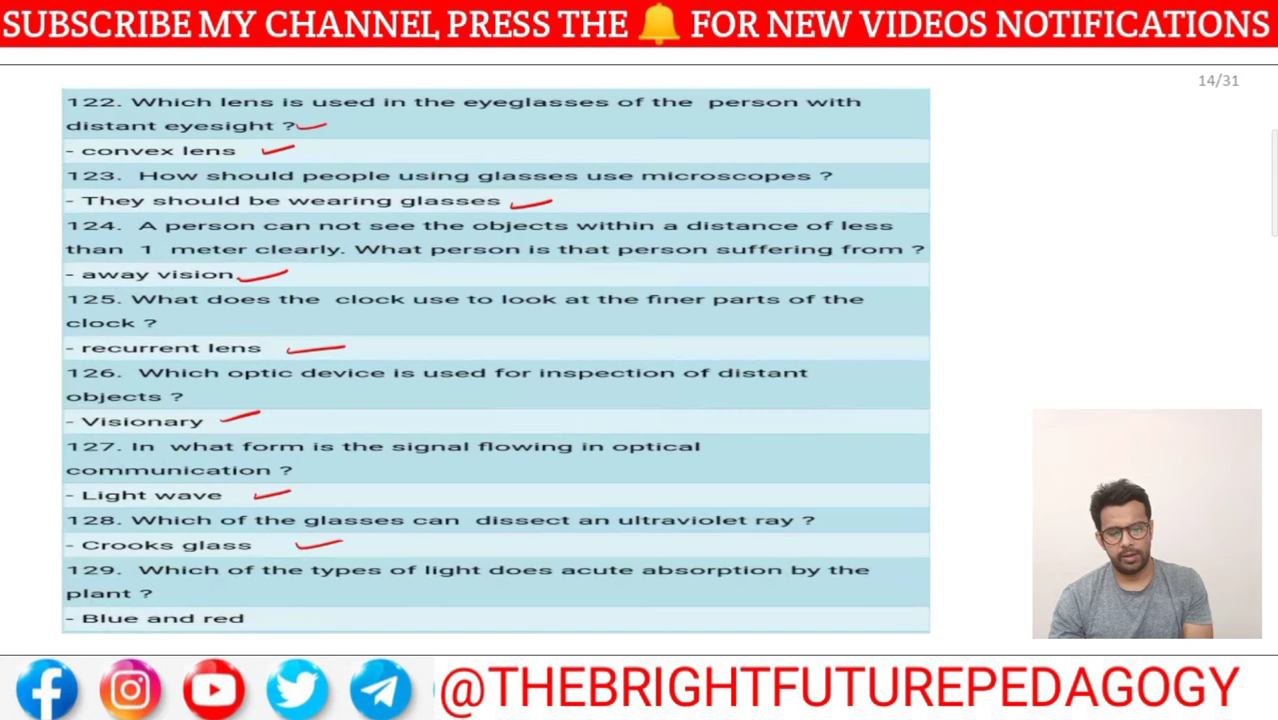 SUBSCRIBE MY CHANNEL PRESS THE 🔔 FOR NEW VIDEOS NOTIFICATIONS
14/31
122. Which lens is used in the eyeglasses of the person with
distant eyesight ?
- convex lens
123. How should people using glasses use microscopes ?
- They should be wearing glasses
124. A person can not see the objects within a distance of less
than 1 meter clearly. What person is that person suffering from ?
- away vision
125. What does the clock use to look at the finer parts of the
clock ?
- recurrent lens
126. Which optic device is used for inspection of distant
objects ?
- Visionary
127. In what form is the signal flowing in optical
communication ?
- Light wave
128. Which of the glasses can dissect an ultraviolet ray ?
- Crooks glass
129. Which of the types of light does acute absorption by the
plant ?
- Blue and red
@THEBRIGHTFUTUREPEDAGOGY